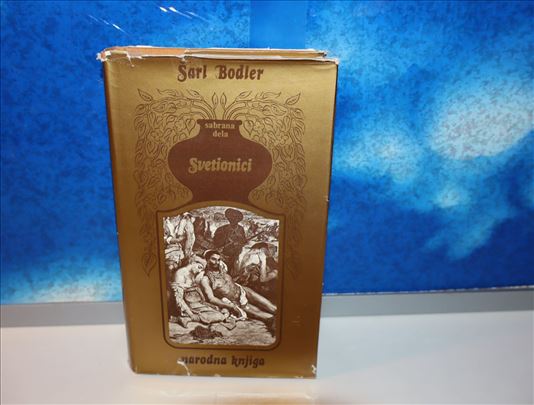 Šarl Bodler
sabrana
dela
Svetionici
narodna knjiga